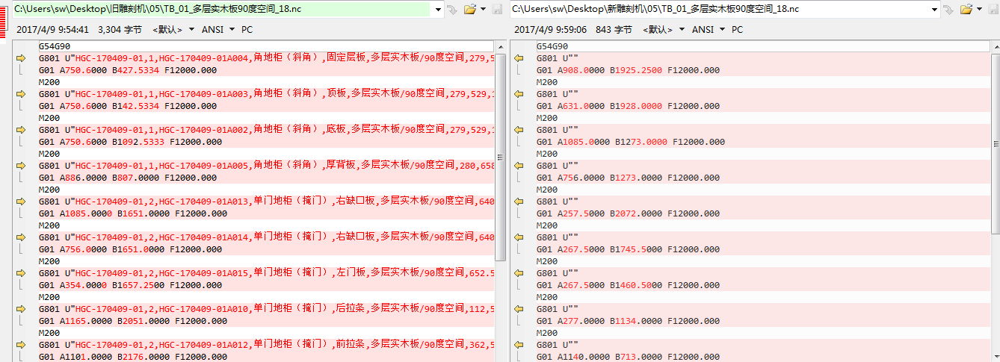 C:\Users\sw\Desktop\旧雕刻机\05\TB_01_多层实木板90度空间_18.nc
2017/4/9 9:54:41 3,304 字节 <默认> ANSI PC
G54G90
G801 U"HGC-170409-01,1,HGC-170409-01A004,角地柜（斜角）,固定层板,多层实木板/90度空间,279,5
G01 A750.6000 B427.5334 F12000.000
M200
G801 U"HGC-170409-01,1,HGC-170409-01A003,角地柜（斜角）,顶板,多层实木板/90度空间,279,529,1
G01 A750.6000 B142.5334 F12000.000
M200
G801 U"HGC-170409-01,1,HGC-170409-01A002,角地柜（斜角）,底板,多层实木板/90度空间,279,529,1
G01 A750.6000 B1092.5333 F12000.000
M200
G801 U"HGC-170409-01,1,HGC-170409-01A005,角地柜（斜角）,厚背板,多层实木板/90度空间,280,658
G01 A886.0000 B807.0000 F12000.000
M200
G801 U"HGC-170409-01,2,HGC-170409-01A013,单门地柜（掩门）,右缺口板,多层实木板/90度空间,640
G01 A1085.0000 B1651.0000 F12000.000
M200
G801 U"HGC-170409-01,2,HGC-170409-01A014,单门地柜（掩门）,右缺口板,多层实木板/90度空间,640
G01 A756.0000 B1651.0000 F12000.000
M200
G801 U"HGC-170409-01,2,HGC-170409-01A015,单门地柜（掩门）,左门板,多层实木板/90度空间,652.5
G01 A354.0000 B1657.2500 F12000.000
M200
G801 U"HGC-170409-01,2,HGC-170409-01A010,单门地柜（掩门）,后拉条,多层实木板/90度空间,112,5
G01 A1165.0000 B2051.0000 F12000.000
M200
G801 U"HGC-170409-01,2,HGC-170409-01A012,单门地柜（掩门）,前拉条,多层实木板/90度空间,362,5
G01 A1101.0000 B2176.0000 F12000.000
C:\Users\sw\Desktop\新雕刻机\05\TB_01_多层实木板90度空间_18.nc
2017/4/9 9:59:06 843 字节 <默认> ANSI PC
G54G90
G801 U""
G01 A908.0000 B1925.2500 F12000.000
M200
G801 U""
G01 A631.0000 B1928.0000 F12000.000
M200
G801 U""
G01 A1085.0000 B1273.0000 F12000.000
M200
G801 U""
G01 A756.0000 B1273.0000 F12000.000
M200
G801 U""
G01 A257.5000 B2072.0000 F12000.000
M200
G801 U""
G01 A267.5000 B1745.5000 F12000.000
M200
G801 U""
G01 A267.5000 B1460.5000 F12000.000
M200
G801 U""
G01 A277.0000 B1134.0000 F12000.000
M200
G801 U""
G01 A1140.0000 B713.0000 F12000.000